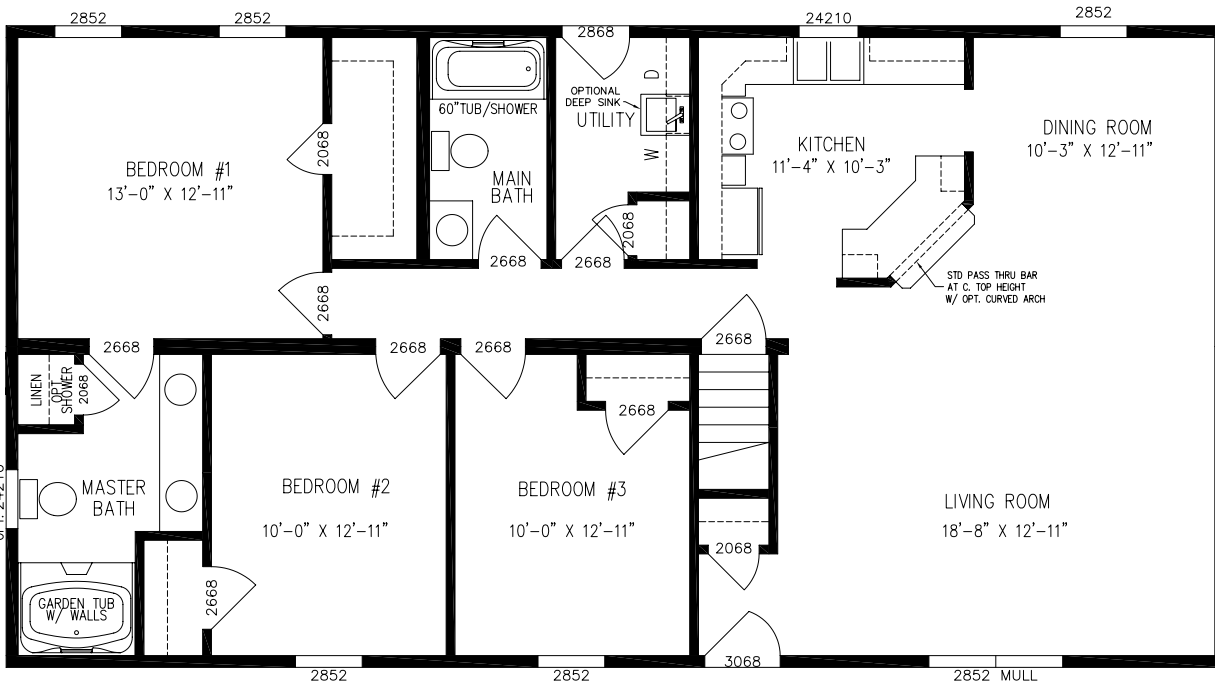 2852
2852
2868
24210
2852
60"TUB/SHOWER
OPTIONAL
DEEP SINK
UTILITY
D
W
2068
BEDROOM #1
13'-0" X 12'-11"
MAIN
BATH
KITCHEN
11'-4" X 10'-3"
DINING ROOM
10'-3" X 12'-11"
2068
2668
2668
2668
STD PASS THRU BAR
AT C. TOP HEIGHT
W/ OPT. CURVED ARCH
2668
2668
2668
2668
LINEN
OPT
SHOWER
2068
2668
MASTER
BATH
BEDROOM #2
10'-0" X 12'-11"
BEDROOM #3
10'-0" X 12'-11"
LIVING ROOM
18'-8" X 12'-11"
2068
2668
GARDEN TUB
W/ WALLS
3068
2852
2852
2852 MULL